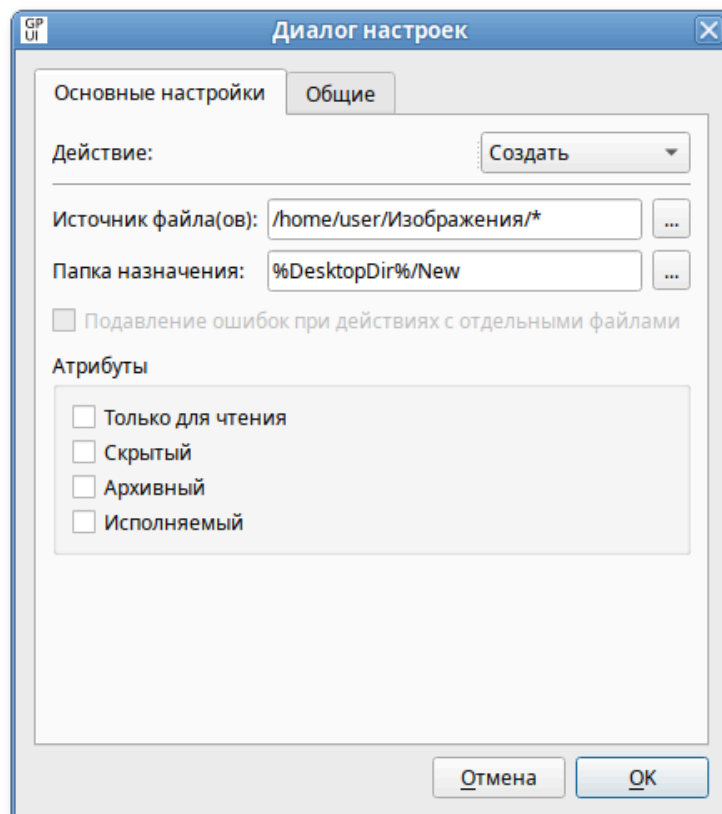 GP
UI
Диалог настроек
Основные настройки
Общие
Действие:
Создать
Источник файла(ов):
/home/user/Изображения/*
...
Папка назначения:
%DesktopDir%/New
...
Подавление ошибок при действиях с отдельными файлами
Атрибуты
Только для чтения
Скрытый
Архивный
Исполняемый
Отмена
OK